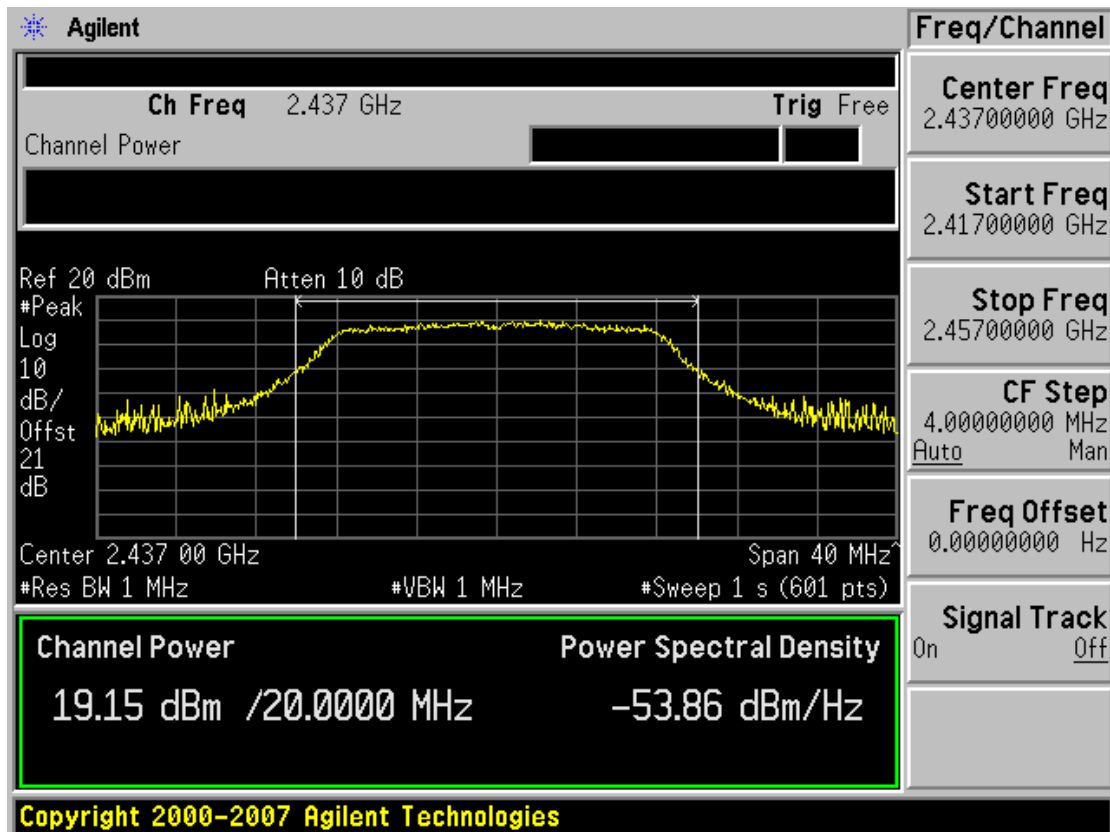 Agilent
Freq/Channel
Ch Freq 2.437 GHz Trig Free
Channel Power
Ref 20 dBm Atten 10 dB
#Peak
Log
10
dB/
Offst
21
dB
Center 2.437 00 GHz Span 40 MHz^
#Res BW 1 MHz #VBW 1 MHz #Sweep 1 s (601 pts)
Channel Power Power Spectral Density
19.15 dBm /20.0000 MHz -53.86 dBm/Hz
Center Freq
2.43700000 GHz
Start Freq
2.41700000 GHz
Stop Freq
2.45700000 GHz
CF Step
4.00000000 MHz
Auto Man
Freq Offset
0.00000000 Hz
Signal Track
On Off
Copyright 2000-2007 Agilent Technologies